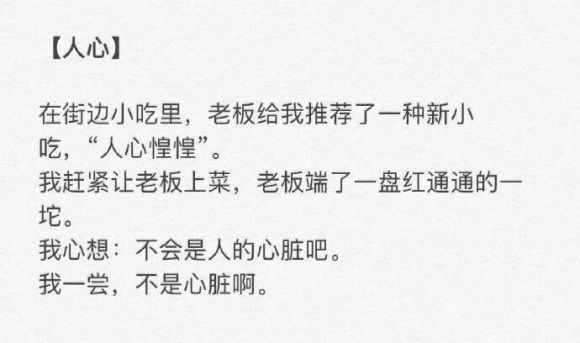 【人心】
在街边小吃里，老板给我推荐了一种新小
吃，“人心惶惶”。
我赶紧让老板上菜，老板端了一盘红通通的一
坨。
我心想：不会是人的心脏吧。
我一尝，不是心脏啊。